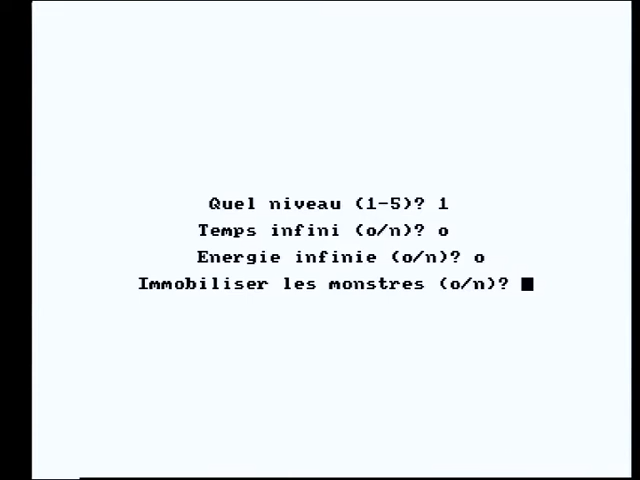 Quel niveau (1-5)? 1
Temps infini (o/n)? o
Energie infinie (o/n)? o
Immobiliser les monstres (o/n)?